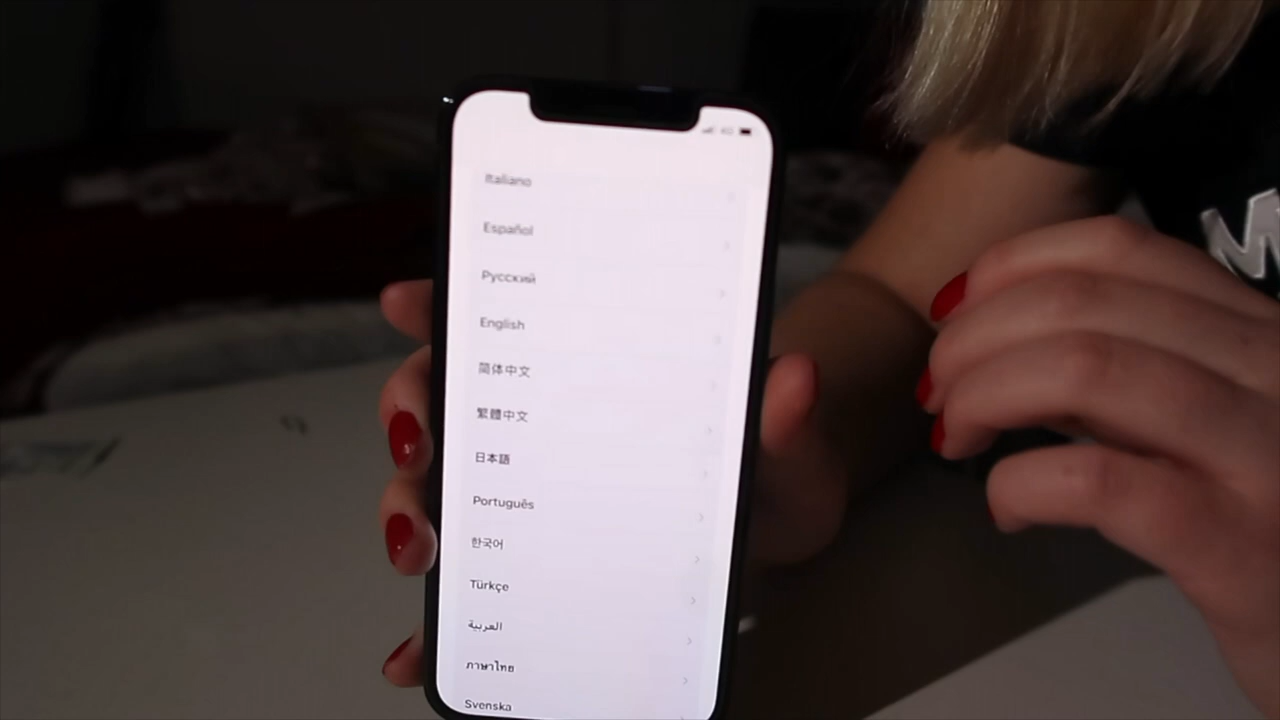 4G
Italiano
Español
Русский
English
简体中文
繁體中文
日本語
Português
한국어
Türkçe
العربية
ภาษาไทย
Svenska